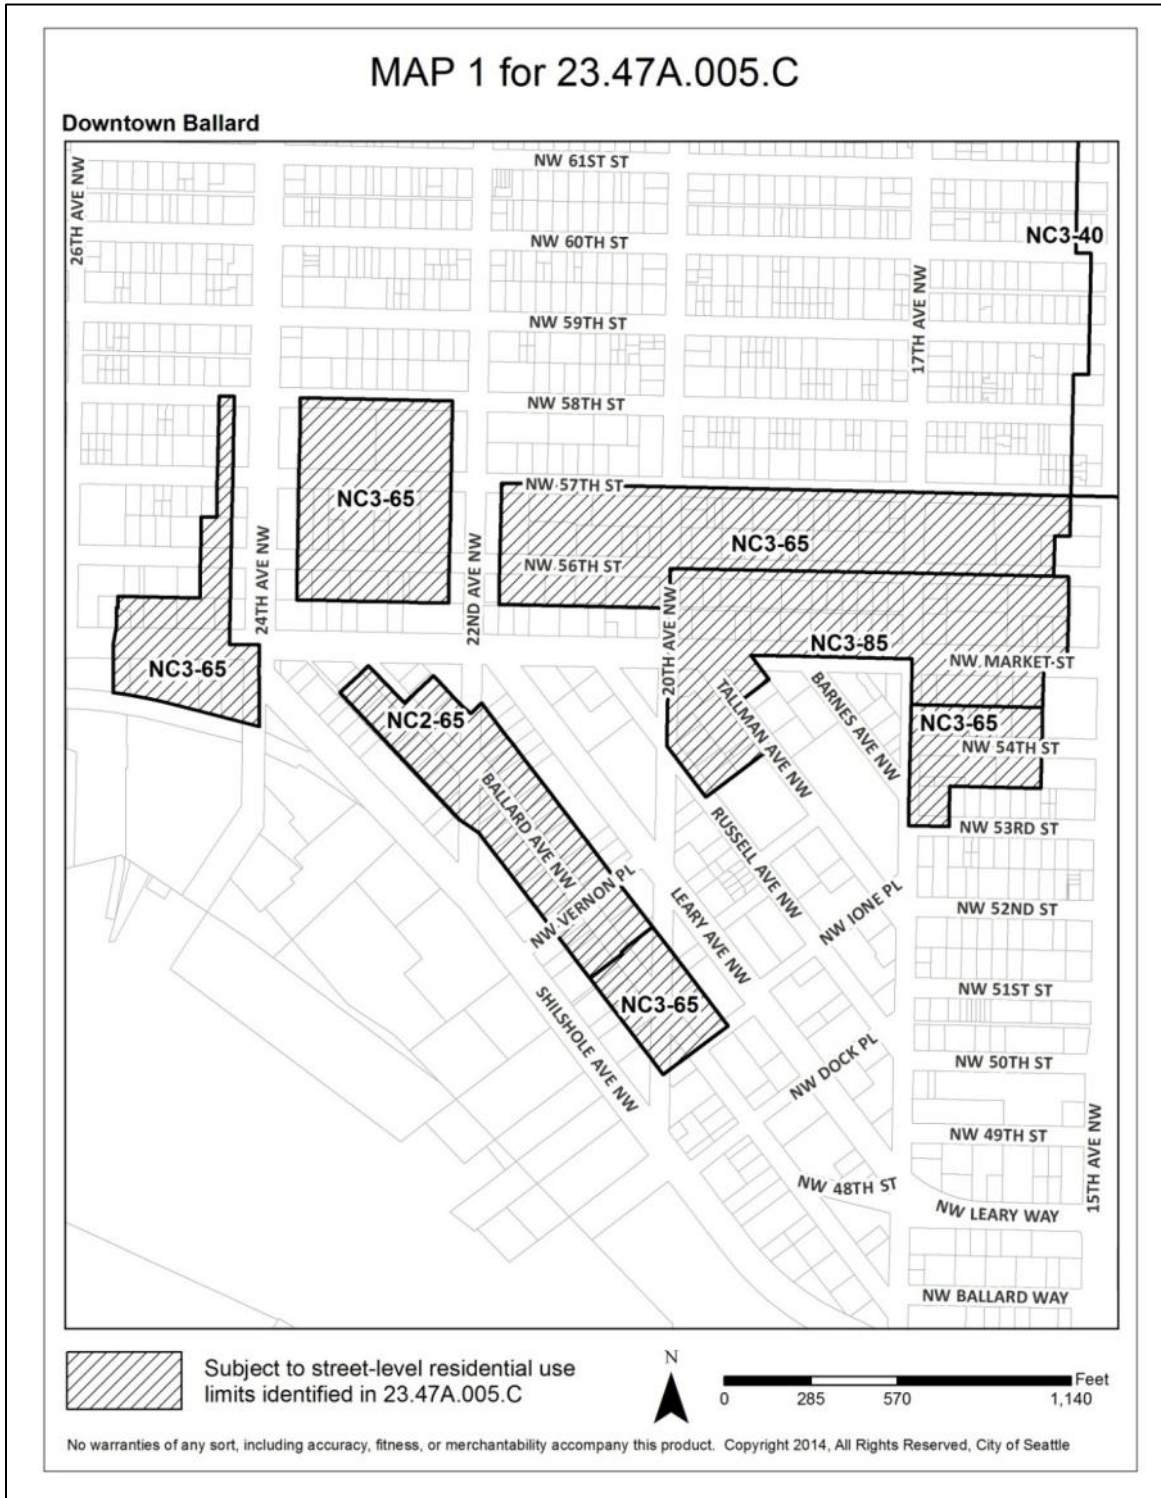 MAP 1 for 23.47A.005.C
Downtown Ballard
NW 61ST ST
26TH AVE NW
NC3-40
NW 60TH ST
17TH AVE NW
NW 59TH ST
NW 58TH ST
NW 57TH ST
NC3-65
24TH AVE NW
22ND AVE NW
NC3-65
NW 56TH ST
20TH AVE NW
NC3-85
NC3-65
NW MARKET ST
TALLMAN AVE NW
BARNES AVE NW
NC2-65
NC3-65
NW 54TH ST
BALLARD AVE NW
RUSSELL AVE NW
NW 53RD ST
NW VERNON PL
LEARY AVE NW
NW IONE PL
NW 52ND ST
NW 51ST ST
SHILSHOLE AVE NW
NC3-65
NW DOCK PL
NW 50TH ST
NW 49TH ST
15TH AVE NW
NW 48TH ST
NW LEARY WAY
NW BALLARD WAY
Subject to street-level residential use
limits identified in 23.47A.005.C
N
Feet
0 285 570 1,140
No warranties of any sort, including accuracy, fitness, or merchantability accompany this product. Copyright 2014, All Rights Reserved, City of Seattle